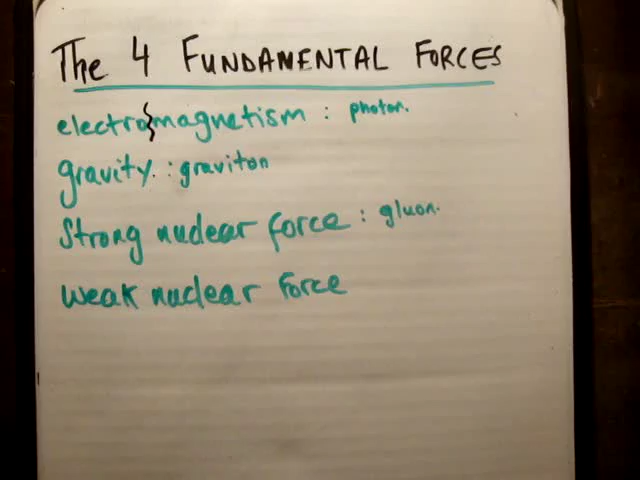 The 4 FUNDAMENTAL FORCES
electromagnetism : photon.
gravity. : graviton
Strong nuclear force : gluon.
weak nuclear force